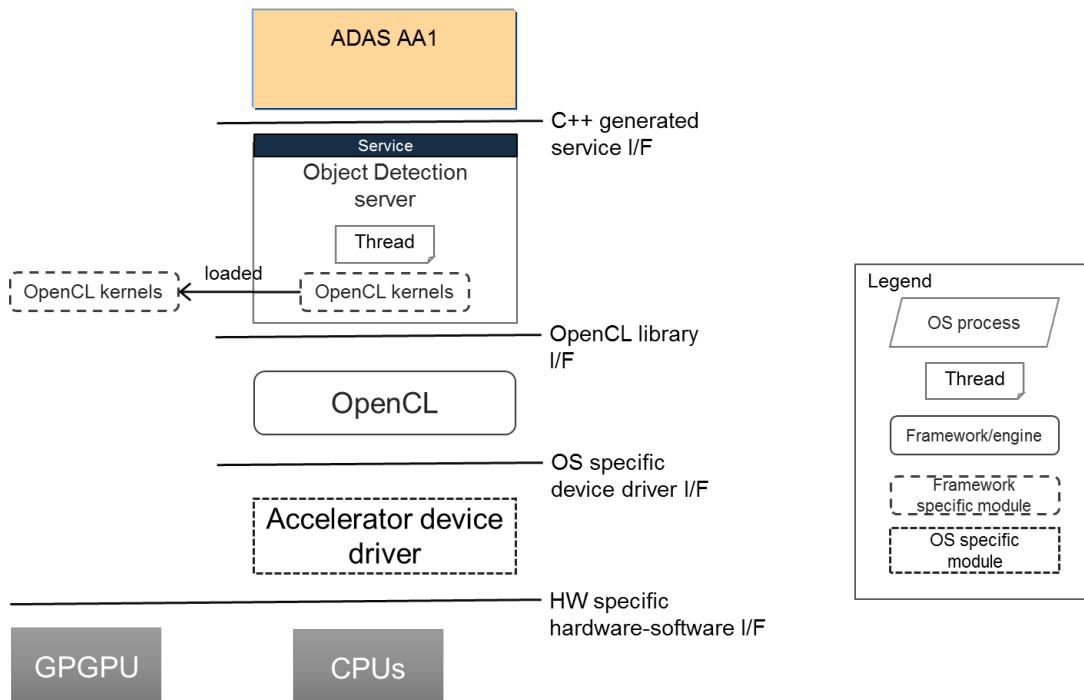 ADAS AA1
C++ generated
service I/F
Service
Object Detection
server
Thread
loaded
OpenCL kernels
OpenCL kernels
OpenCL library
I/F
OpenCL
OS specific
device driver I/F
Accelerator device
driver
HW specific
hardware-software I/F
GPGPU
CPUs
Legend
OS process
Thread
Framework/engine
Framework
specific module
OS specific
module